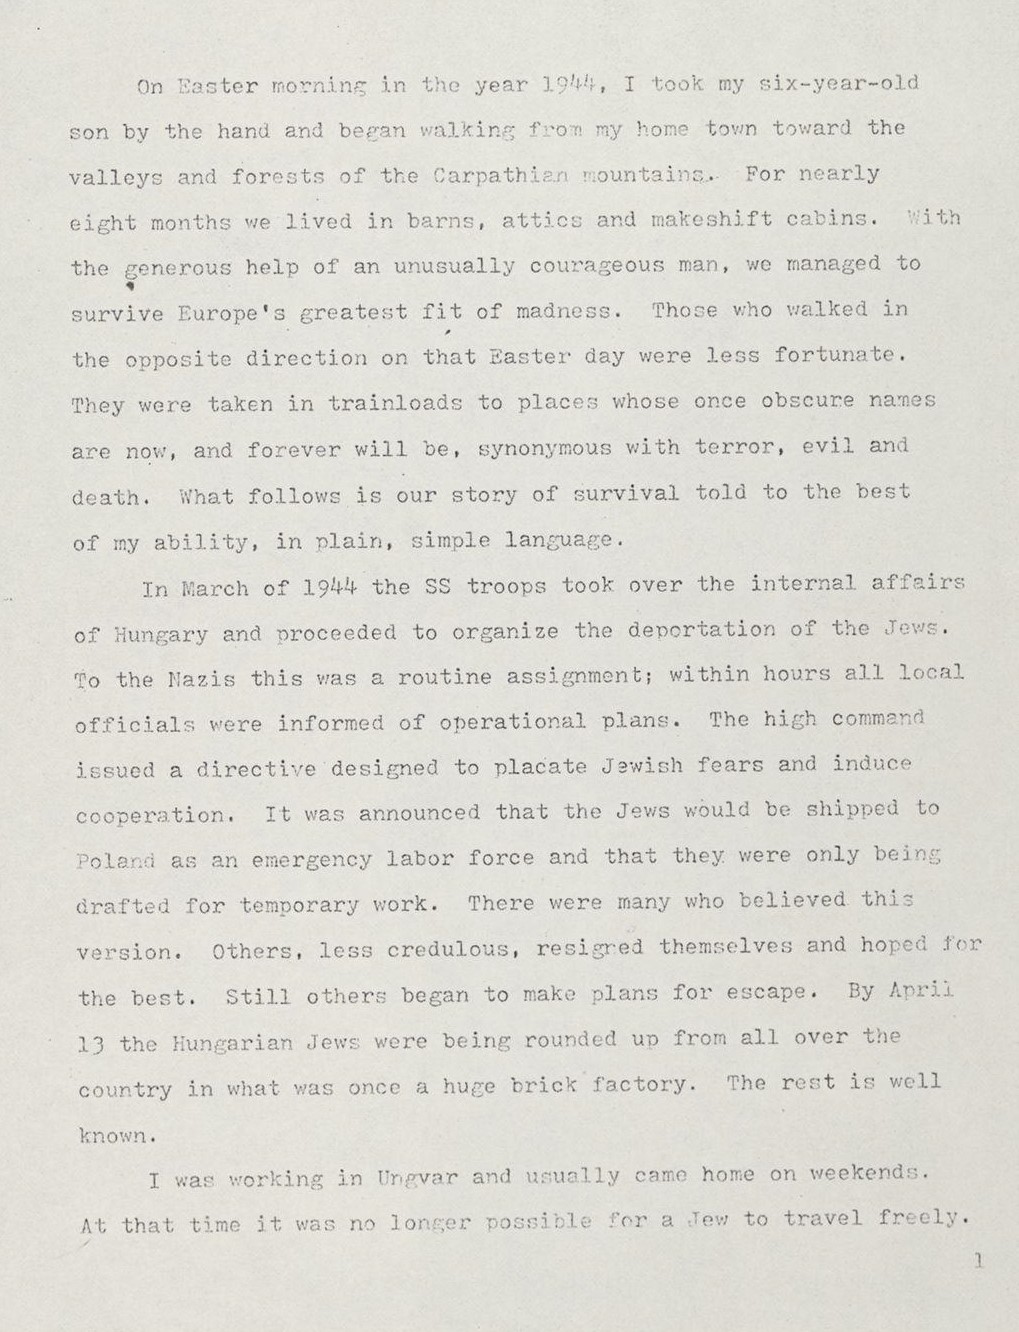 On Easter morning in the year 1944, I took my six-year-old
son by the hand and began walking from my home town toward the
valleys and forests of the Carpathian mountains. For nearly
eight months we lived in barns, attics and makeshift cabins. With
the generous help of an unusually courageous man, we managed to
survive Europe's greatest fit of madness. Those who walked in
the opposite direction on that Easter day were less fortunate.
They were taken in trainloads to places whose once obscure names
are now, and forever will be, synonymous with terror, evil and
death. What follows is our story of survival told to the best
of my ability, in plain, simple language.
In March of 1944 the SS troops took over the internal affairs
of Hungary and proceeded to organize the deportation of the Jews.
To the Nazis this was a routine assignment; within hours all local
officials were informed of operational plans. The high command
issued a directive designed to placate Jewish fears and induce
cooperation. It was announced that the Jews would be shipped to
Poland as an emergency labor force and that they were only being
drafted for temporary work. There were many who believed this
version. Others, less credulous, resigned themselves and hoped for
the best. Still others began to make plans for escape. By April
13 the Hungarian Jews were being rounded up from all over the
country in what was once a huge brick factory. The rest is well
known.
I was working in Ungvar and usually came home on weekends.
At that time it was no longer possible for a Jew to travel freely.
1